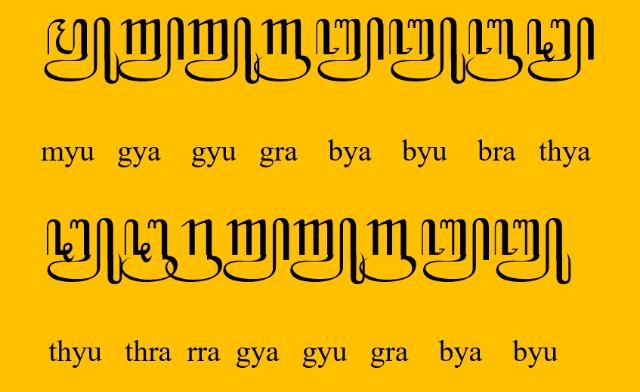 ꦩꦾꦸꦒꦾꦒꦾꦸꦒꦿꦧꦾꦧꦾꦸꦧꦿꦛꦾ
myu gya gyu gra bya byu bra thya
ꦛꦾꦸꦛꦿꦫꦿꦒꦾꦒꦾꦸꦒꦿꦧꦾꦧꦾꦸ
thyu thra rra gya gyu gra bya byu